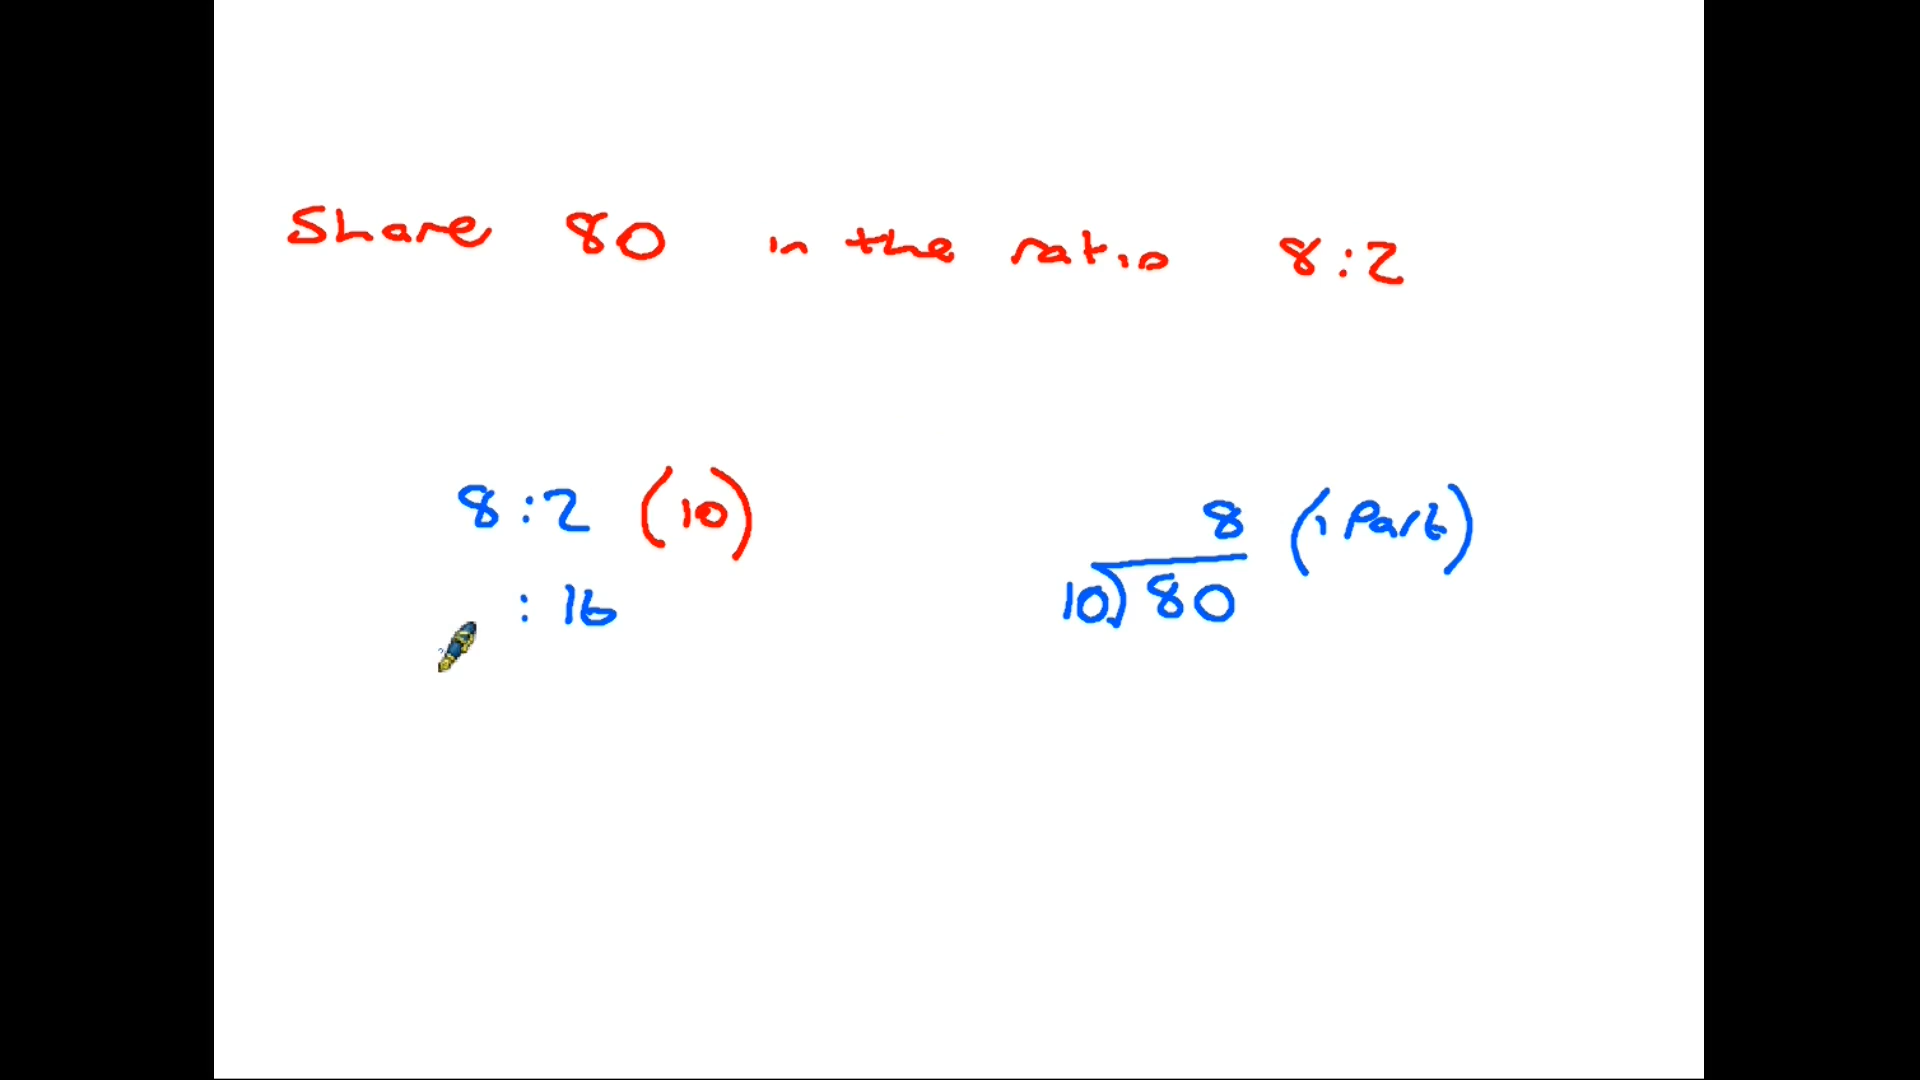 Share 80 in the ratio 8:2
8:2 (10)
:16
8 (1 Part)
10)80